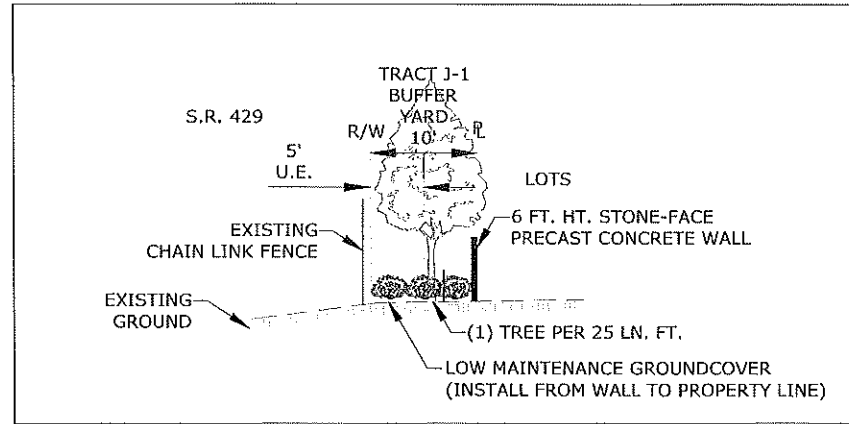 TRACT J-1
BUFFER
YARD
10'
S.R. 429
R/W
PL
5'
U.E.
LOTS
6 FT. HT. STONE-FACE
PRECAST CONCRETE WALL
EXISTING
CHAIN LINK FENCE
EXISTING
GROUND
(1) TREE PER 25 LN. FT.
LOW MAINTENANCE GROUNDCOVER
(INSTALL FROM WALL TO PROPERTY LINE)